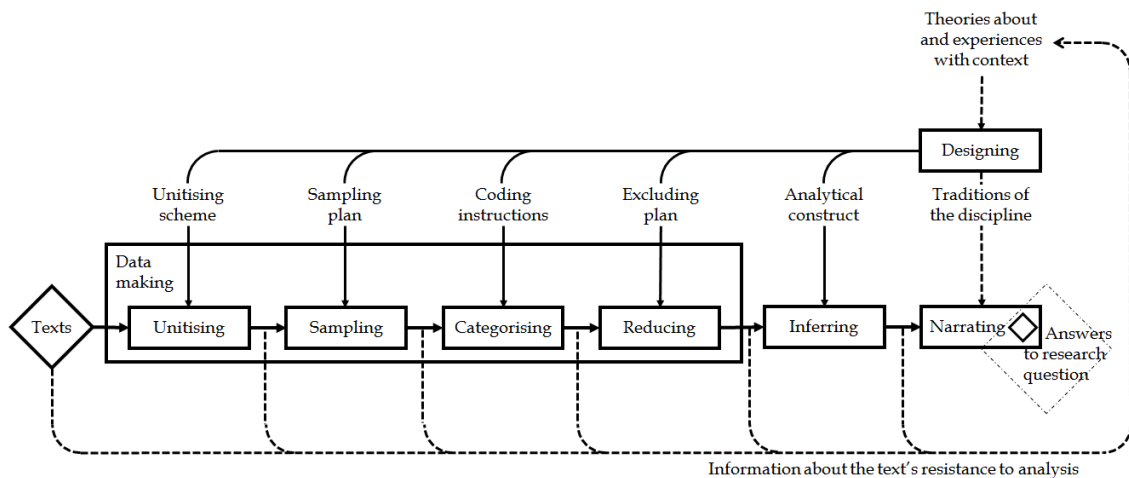 Theories about
and experiences
with context
Designing
Unitising
scheme
Sampling
plan
Coding
instructions
Excluding
plan
Analytical
construct
Traditions of
the discipline
Data
making
Texts
Unitising
Sampling
Categorising
Reducing
Inferring
Narrating
Answers
to research
question
Information about the text's resistance to analysis